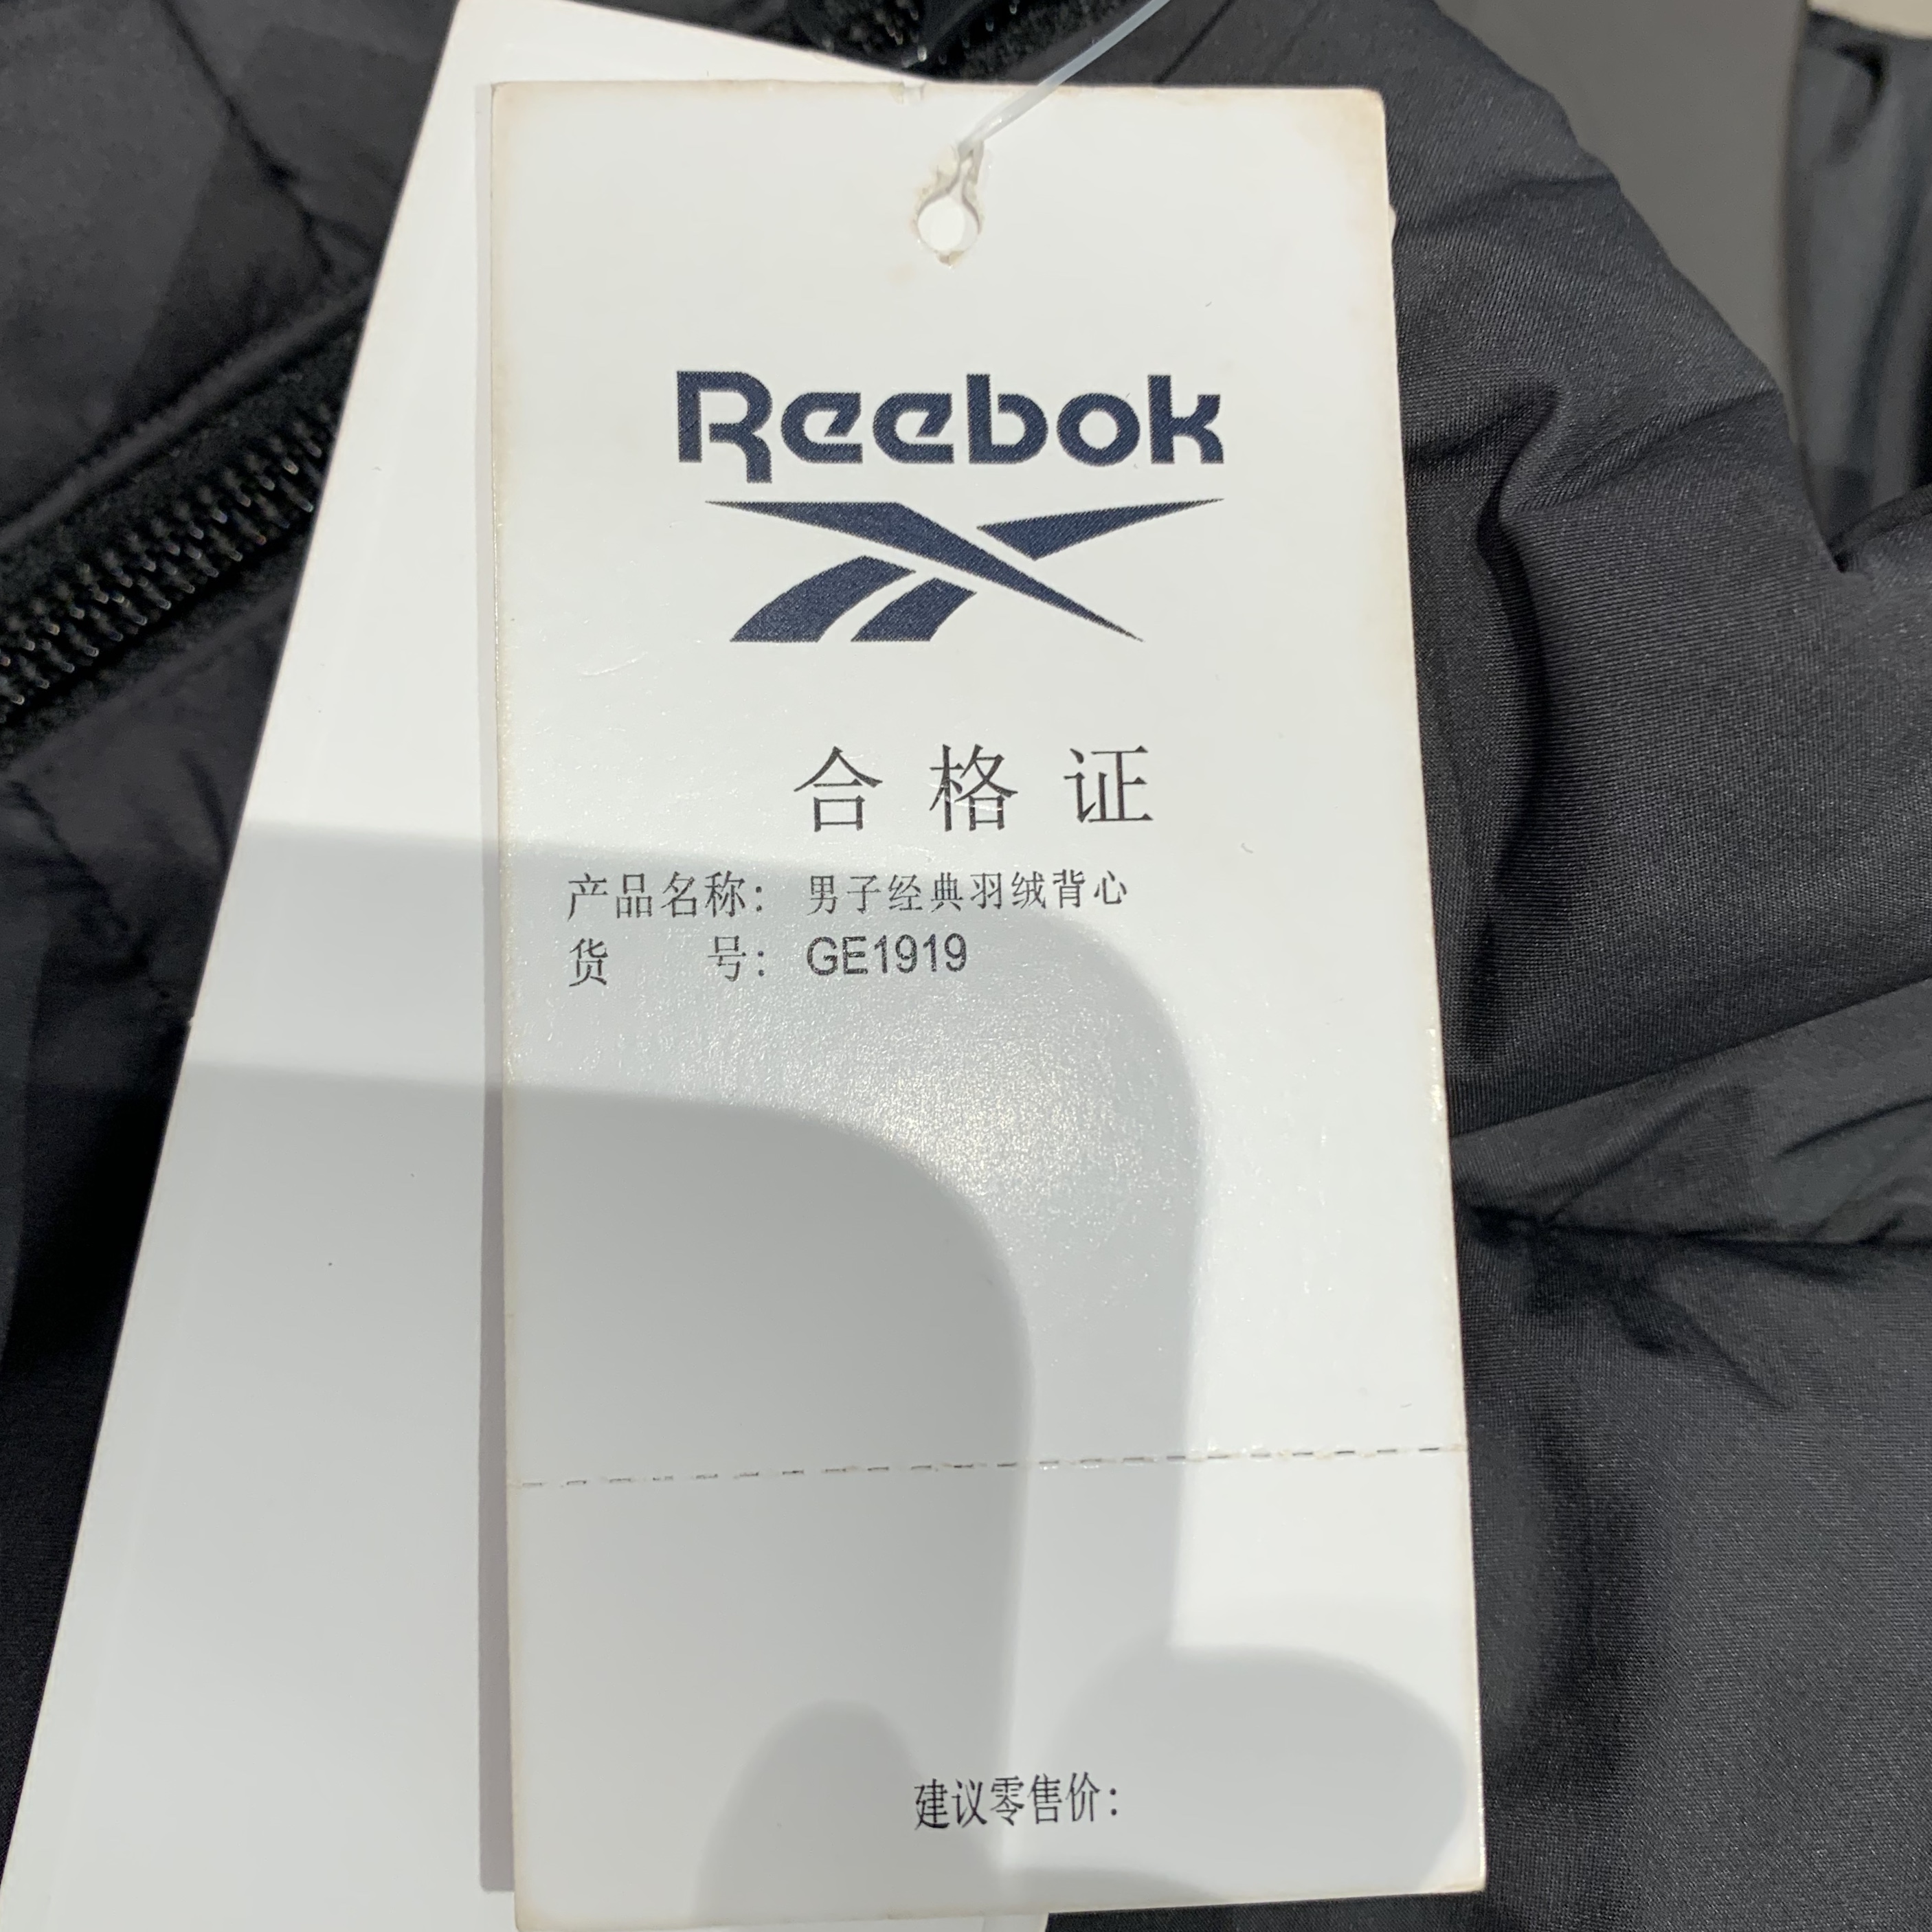 Reebok
合格证
产品名称: 男子经典羽绒背心
货 号: GE1919
建议零售价: